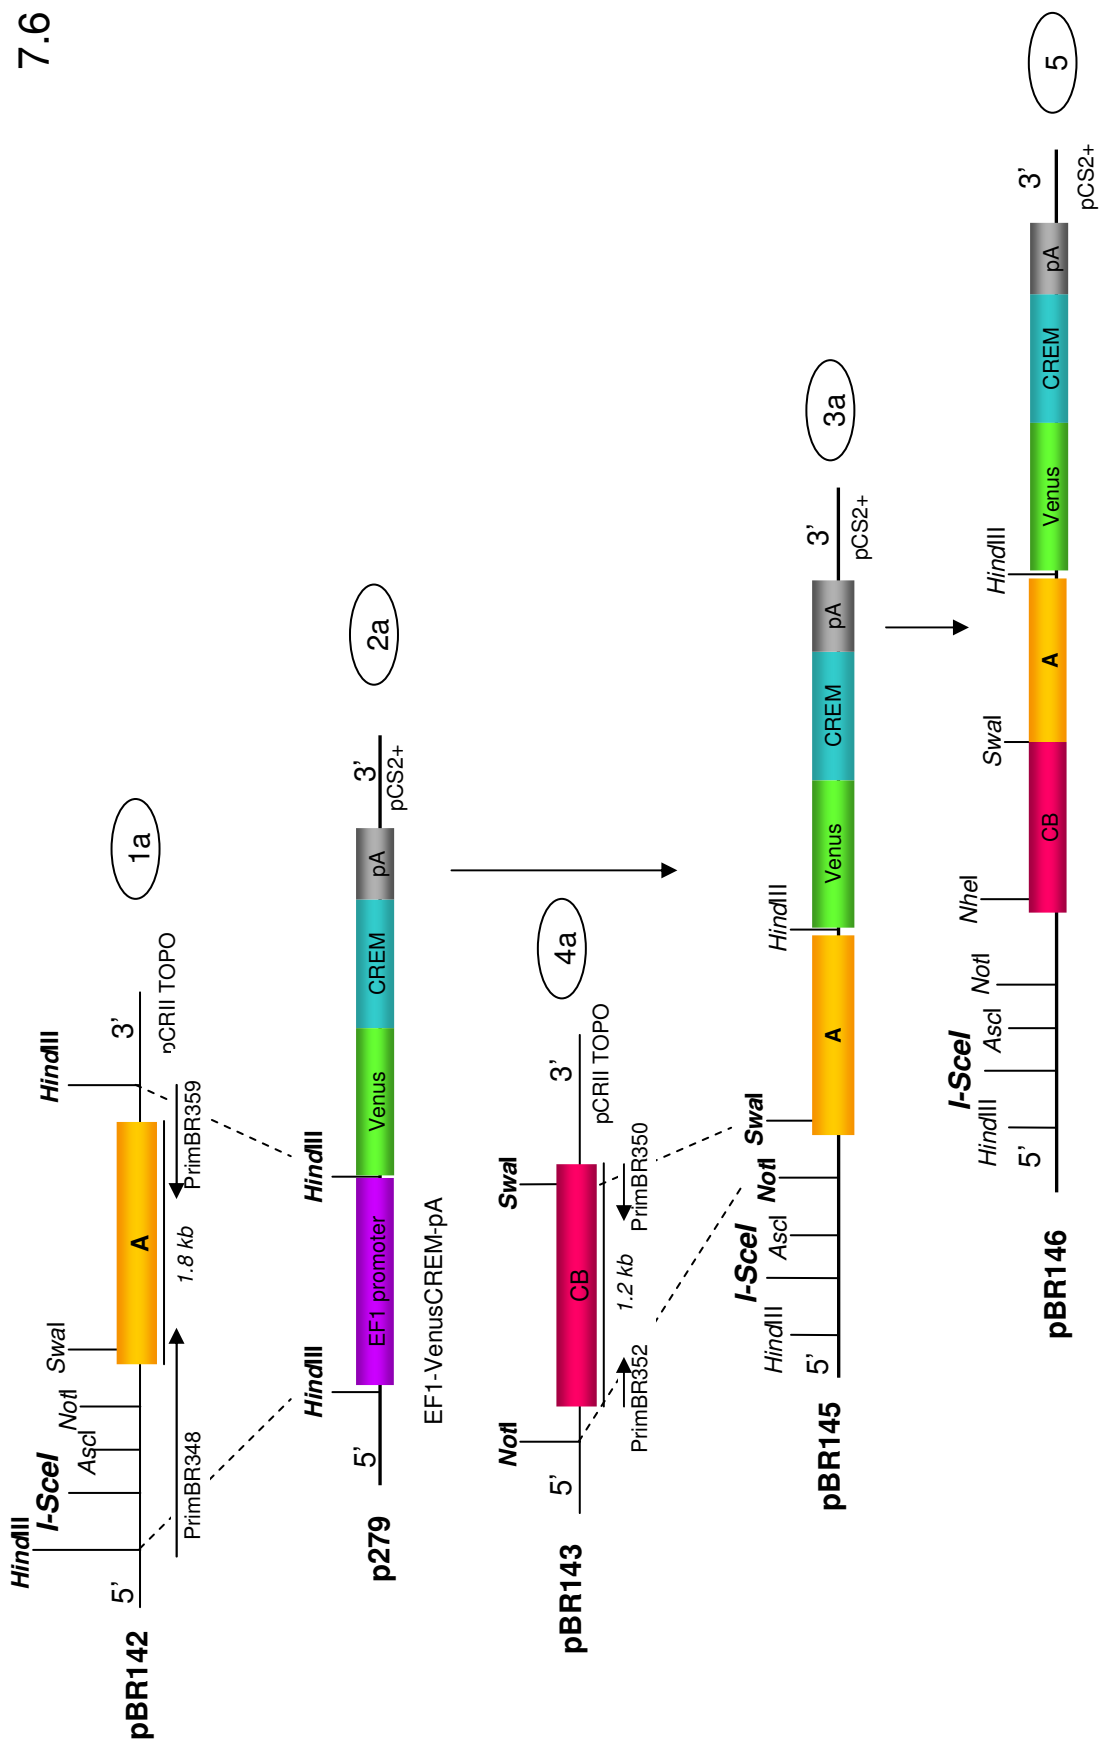 7.6
HindIII
I-SceI
AscI
NotI
SwaI
HindIII
5’
A
3’
1a
pBR142
pCRII TOPO
PrimBR348
1.8 kb
PrimBR359
HindIII
HindIII
2a
5’
EF1 promoter
Venus
CREM
pA
3’
pCS2+
p279
EF1-VenusCREM-pA
NotI
SwaI
4a
5’
CB
3’
pCRII TOPO
pBR143
PrimBR352
1.2 kb
PrimBR350
HindIII
I-SceI
AscI
NotI
SwaI
HindIII
3a
5’
A
Venus
CREM
pA
3’
pCS2+
pBR145
HindIII
I-SceI
AscI
NotI
NheI
SwaI
HindIII
5
5’
CB
A
Venus
CREM
pA
3’
pCS2+
pBR146